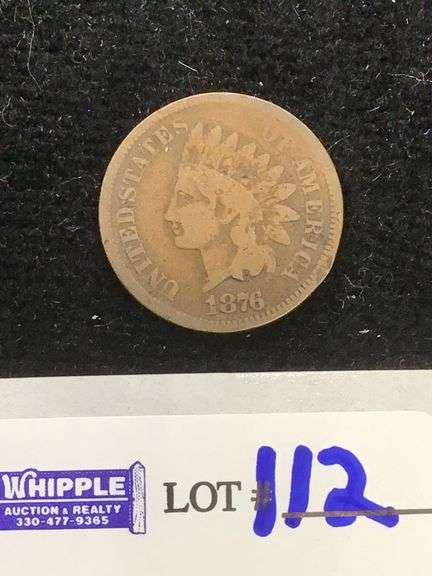 UNITED STATES OF AMERICA
1876
WHIPPLE
AUCTION & REALTY
330-477-9365
LOT # 112